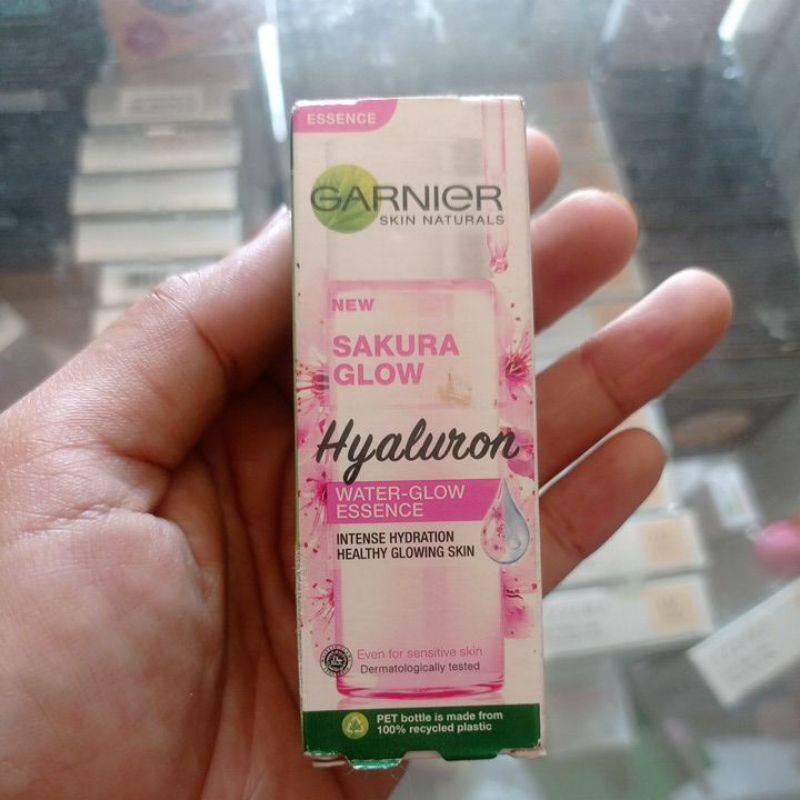 ESSENCE
GARNIER
SKIN NATURALS
NEW
SAKURA
GLOW
Hyaluron
WATER-GLOW
ESSENCE
INTENSE HYDRATION
HEALTHY GLOWING SKIN
Even for sensitive skin
Dermatologically tested
PET bottle is made from
100% recycled plastic